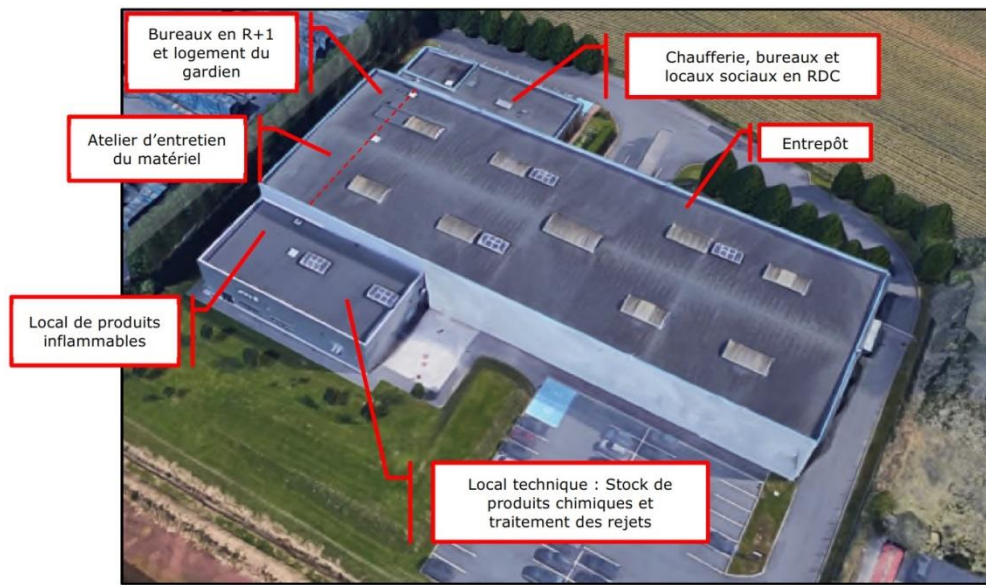 Bureaux en R+1
et logement du
gardien
Chaufferie, bureaux et
locaux sociaux en RDC
Atelier d'entretien
du matériel
Entrepôt
Local de produits
inflammables
Local technique : Stock de
produits chimiques et
traitement des rejets